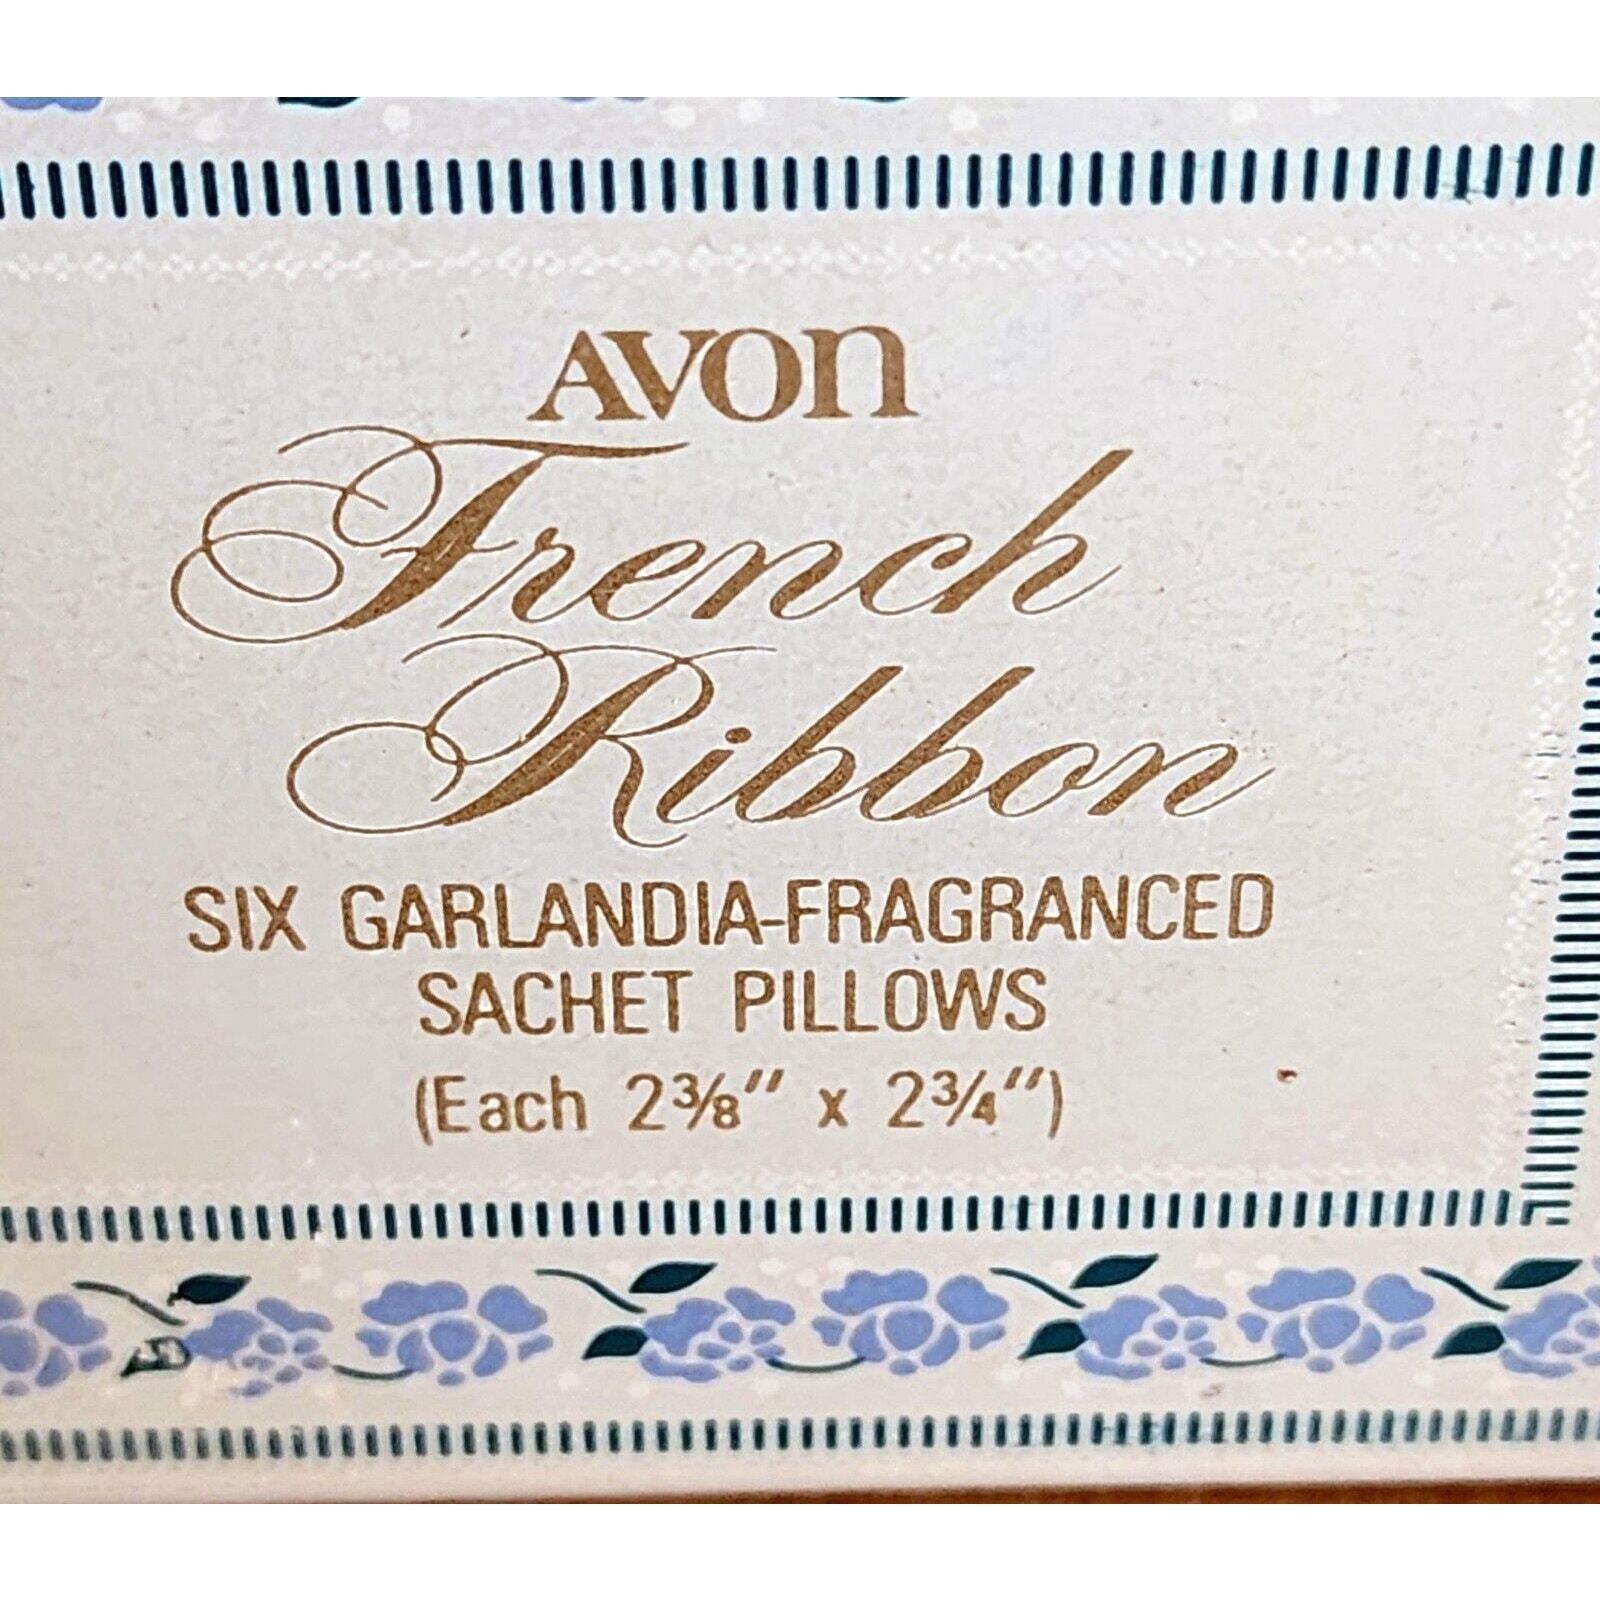 AVON
French
Ribbon
SIX GARLANDIA-FRAGRANCED
SACHET PILLOWS
(Each 2⅜" x 2¾")